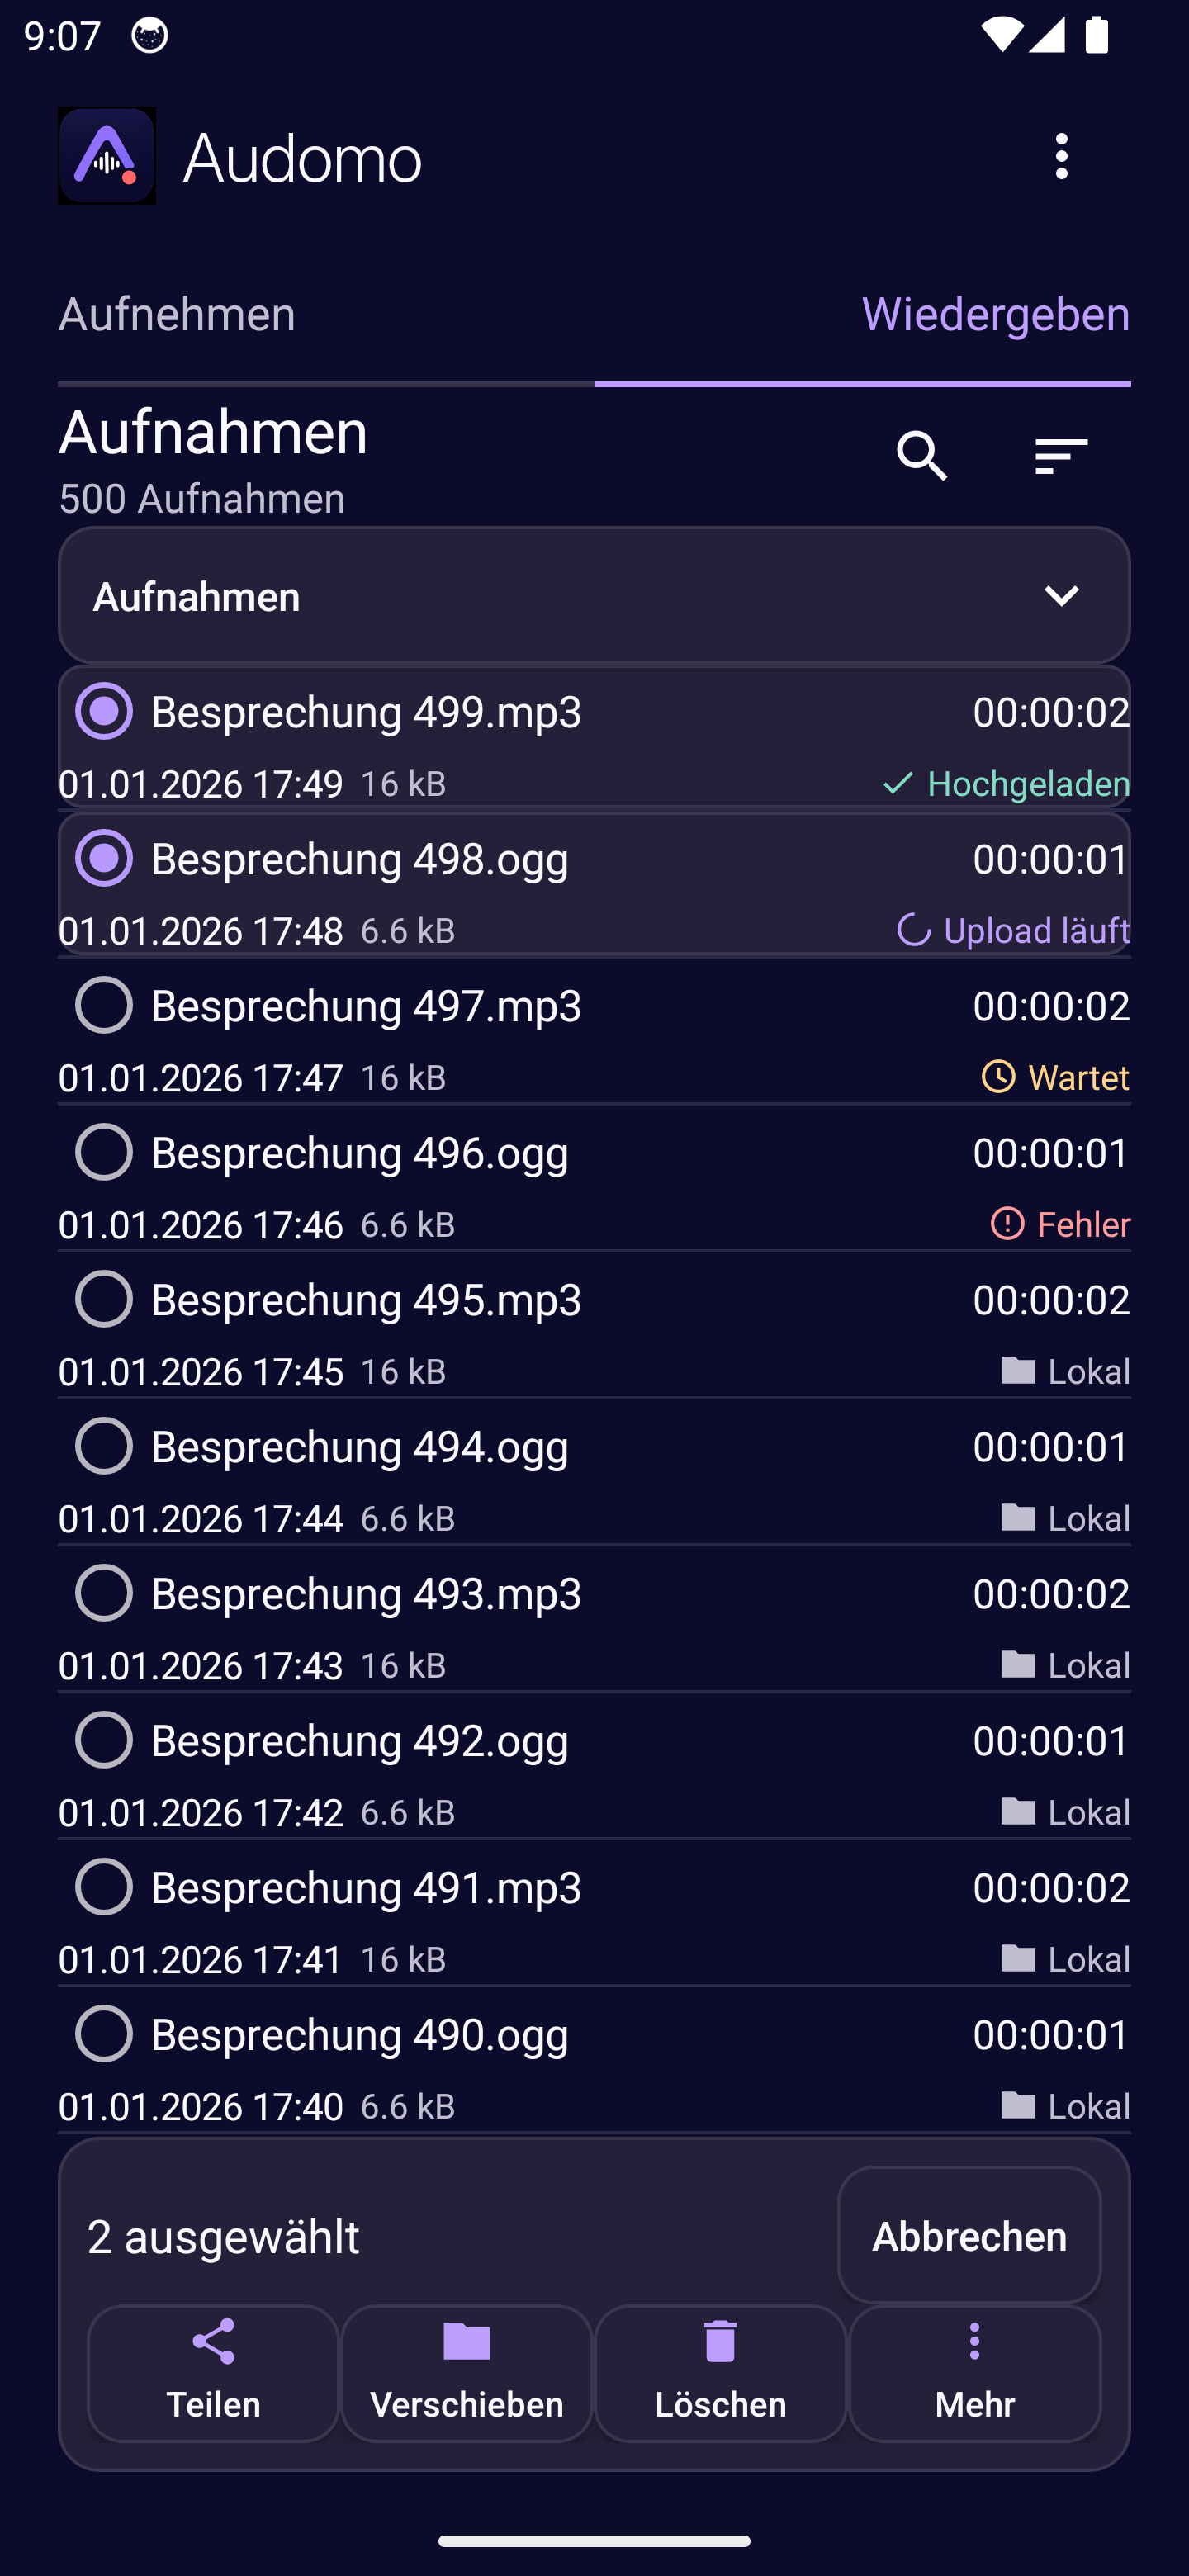 9:07
Audomo
Aufnehmen Wiedergeben
Aufnahmen
500 Aufnahmen
Aufnahmen
Besprechung 499.mp3 00:00:02
01.01.2026 17:49 16 kB Hochgeladen
Besprechung 498.ogg 00:00:01
01.01.2026 17:48 6.6 kB Upload läuft
Besprechung 497.mp3 00:00:02
01.01.2026 17:47 16 kB Wartet
Besprechung 496.ogg 00:00:01
01.01.2026 17:46 6.6 kB Fehler
Besprechung 495.mp3 00:00:02
01.01.2026 17:45 16 kB Lokal
Besprechung 494.ogg 00:00:01
01.01.2026 17:44 6.6 kB Lokal
Besprechung 493.mp3 00:00:02
01.01.2026 17:43 16 kB Lokal
Besprechung 492.ogg 00:00:01
01.01.2026 17:42 6.6 kB Lokal
Besprechung 491.mp3 00:00:02
01.01.2026 17:41 16 kB Lokal
Besprechung 490.ogg 00:00:01
01.01.2026 17:40 6.6 kB Lokal
2 ausgewählt Abbrechen
Teilen Verschieben Löschen Mehr